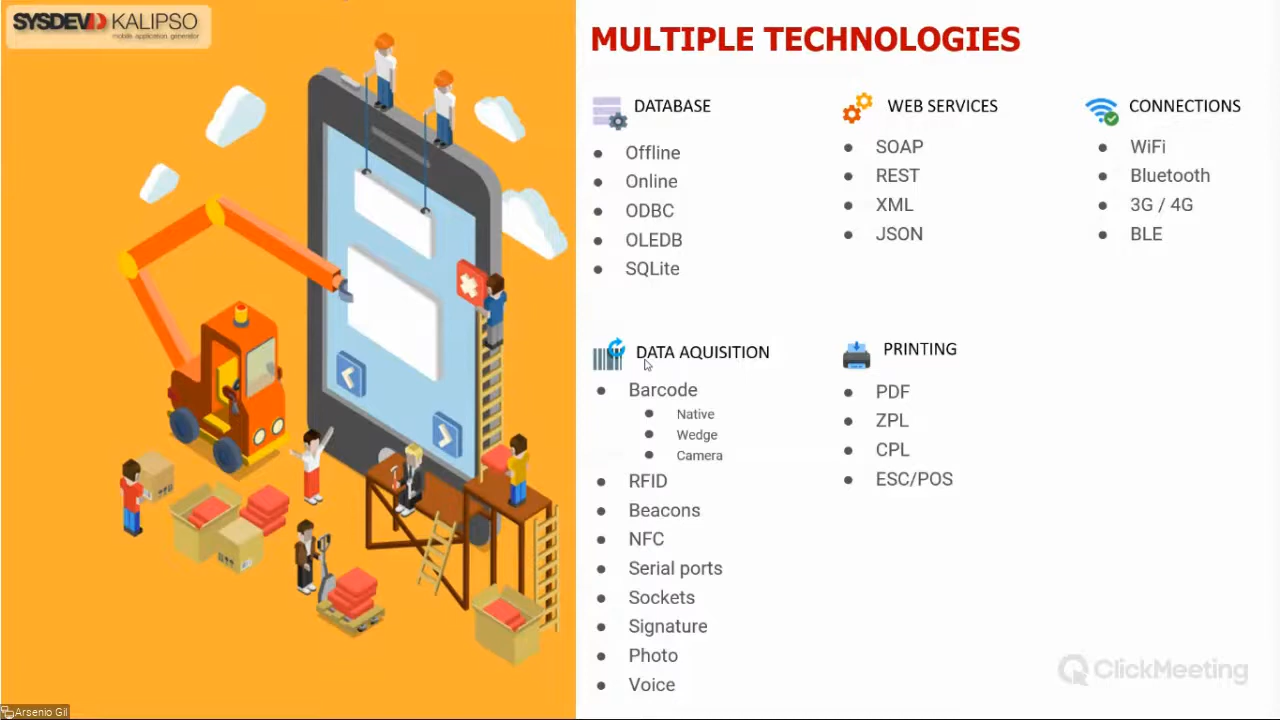 SYSDEV KALIPSO
mobile application generator
MULTIPLE TECHNOLOGIES
DATABASE
Offline
Online
ODBC
OLEDB
SQLite
WEB SERVICES
SOAP
REST
XML
JSON
CONNECTIONS
WiFi
Bluetooth
3G / 4G
BLE
DATA AQUISITION
Barcode
Native
Wedge
Camera
RFID
Beacons
NFC
Serial ports
Sockets
Signature
Photo
Voice
PRINTING
PDF
ZPL
CPL
ESC/POS
ClickMeeting
Arsenio Gil